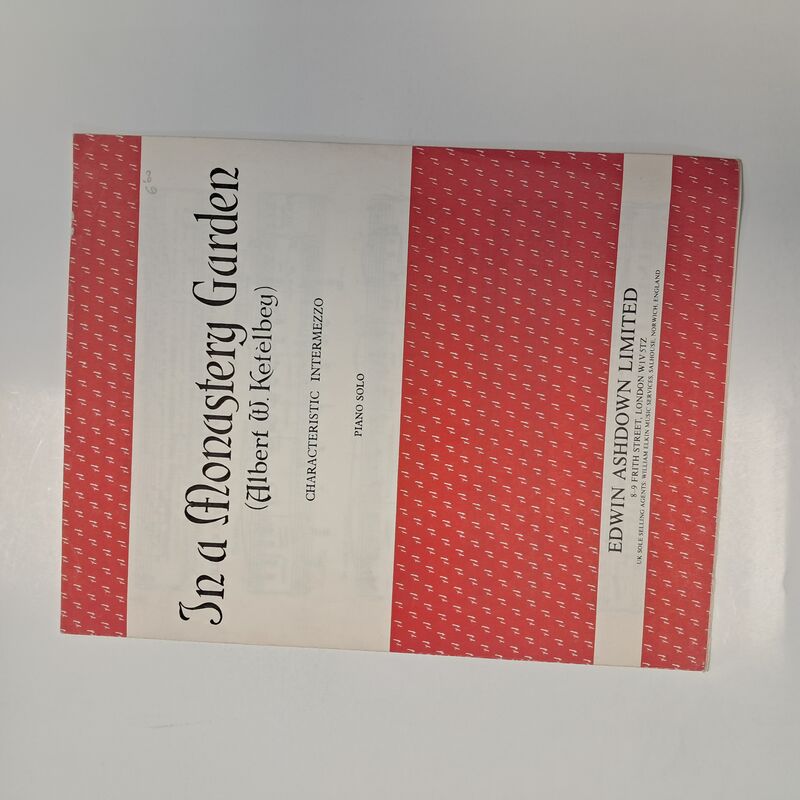 In a Monastery Garden
(Albert W. Ketèlbey)
CHARACTERISTIC INTERMEZZO
PIANO SOLO
EDWIN ASHDOWN LIMITED
8-9 FRITH STREET, LONDON W1V 5TZ
UK SOLE SELLING AGENTS: WILLIAM ELKIN MUSIC SERVICES, SALHOUSE, NORWICH, ENGLAND